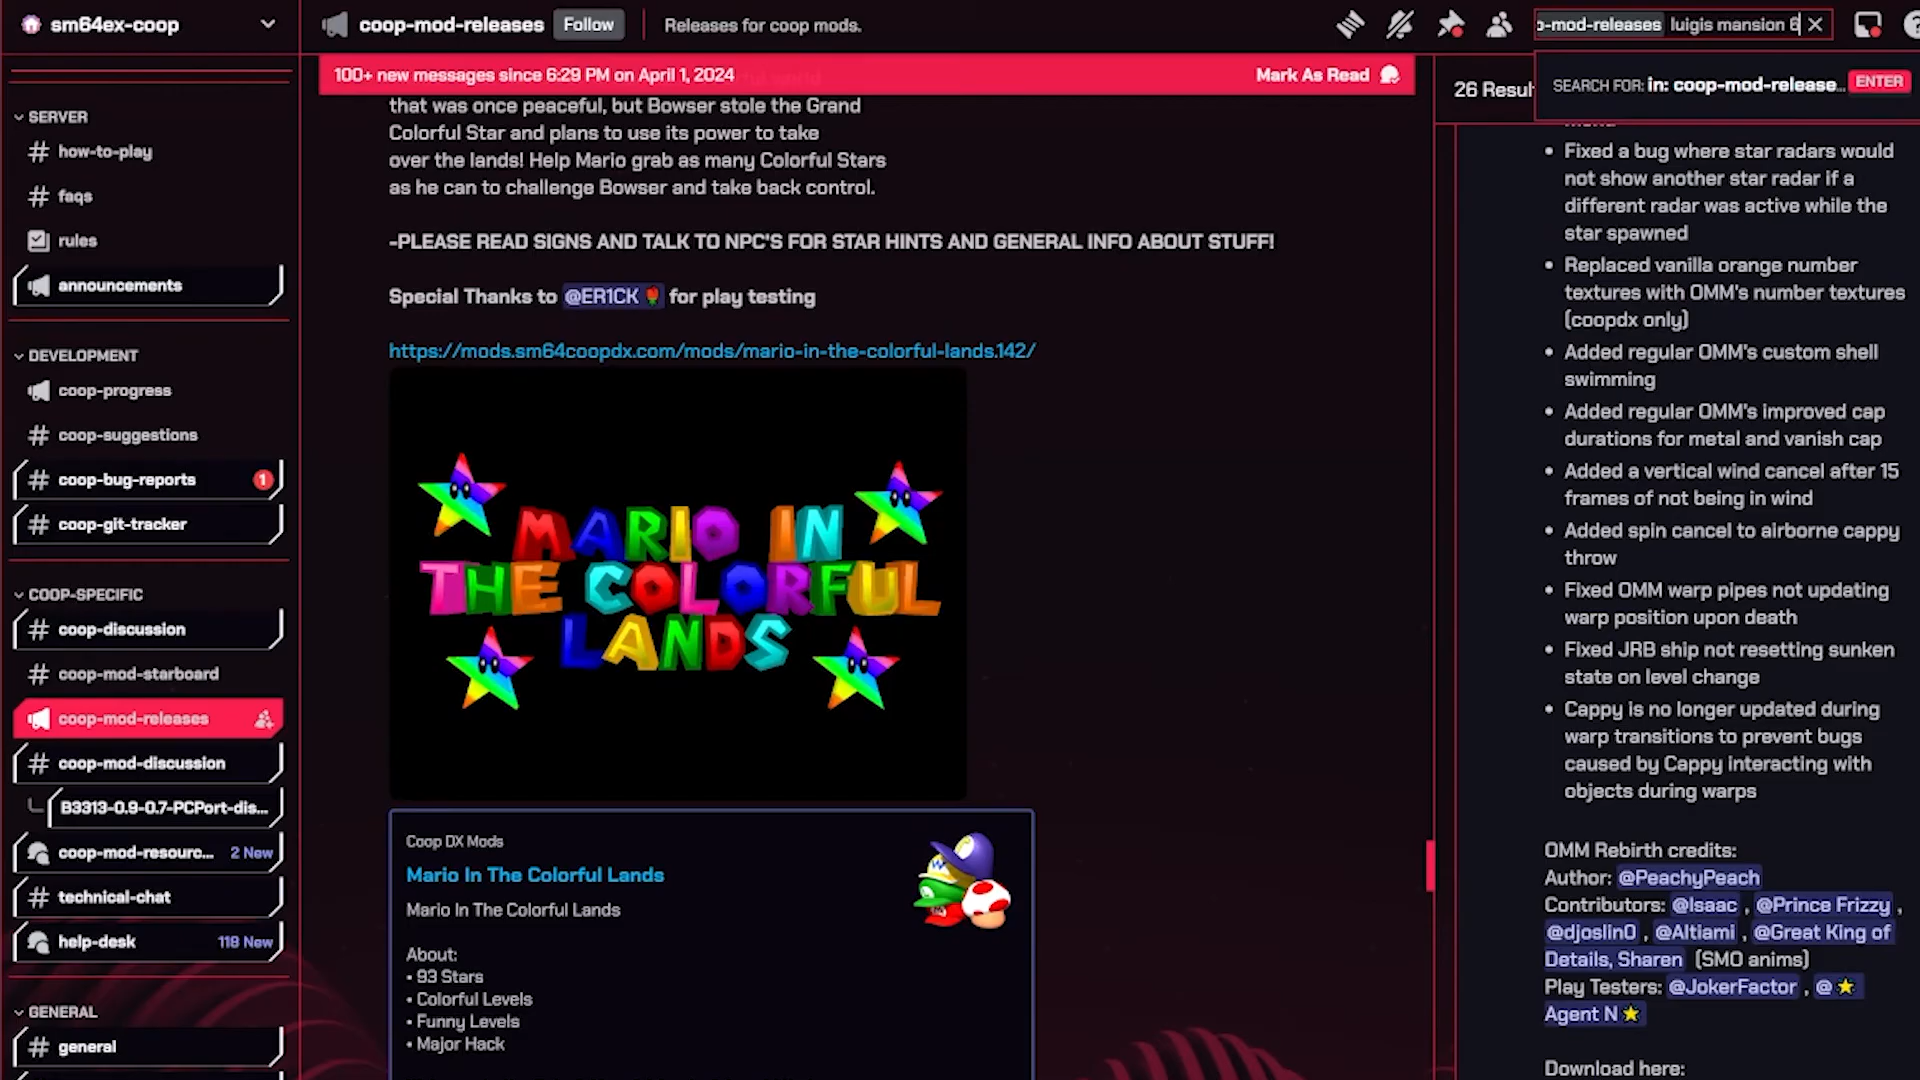 sm64ex-coop
SERVER
how-to-play
faqs
rules
announcements
DEVELOPMENT
coop-progress
coop-suggestions
coop-bug-reports 1
coop-git-tracker
COOP-SPECIFIC
coop-discussion
coop-mod-starboard
coop-mod-releases
coop-mod-discussion
B3313-0.9-0.7-PCPort-dis...
coop-mod-resourc... 2 New
technical-chat
help-desk 118 New
GENERAL
general
coop-mod-releases Follow Releases for coop mods.
100+ new messages since 6:29 PM on April 1, 2024 Mark As Read
that was once peaceful, but Bowser stole the Grand
Colorful Star and plans to use its power to take
over the lands! Help Mario grab as many Colorful Stars
as he can to challenge Bowser and take back control.
-PLEASE READ SIGNS AND TALK TO NPC'S FOR STAR HINTS AND GENERAL INFO ABOUT STUFF!
Special Thanks to @ER1CK🌹 for play testing
https://mods.sm64coopdx.com/mods/mario-in-the-colorful-lands.142/
MARIO IN
THE COLORFUL
LANDS
Coop DX Mods
Mario In The Colorful Lands
Mario In The Colorful Lands
About:
• 93 Stars
• Colorful Levels
• Funny Levels
• Major Hack
p-mod-releases luigis mansion 6
26 Resul
SEARCH FOR: in: coop-mod-release... ENTER
• Fixed a bug where star radars would
not show another star radar if a
different radar was active while the
star spawned
• Replaced vanilla orange number
textures with OMM's number textures
(coopdx only)
• Added regular OMM's custom shell
swimming
• Added regular OMM's improved cap
durations for metal and vanish cap
• Added a vertical wind cancel after 15
frames of not being in wind
• Added spin cancel to airborne cappy
throw
• Fixed OMM warp pipes not updating
warp position upon death
• Fixed JRB ship not resetting sunken
state on level change
• Cappy is no longer updated during
warp transitions to prevent bugs
caused by Cappy interacting with
objects during warps
OMM Rebirth credits:
Author: @PeachyPeach
Contributors: @Isaac , @Prince Frizzy ,
@djoslin0 , @Altiami , @Great King of
Details, Sharen (SMO anims)
Play Testers: @JokerFactor , @⭐
Agent N⭐
Download here: